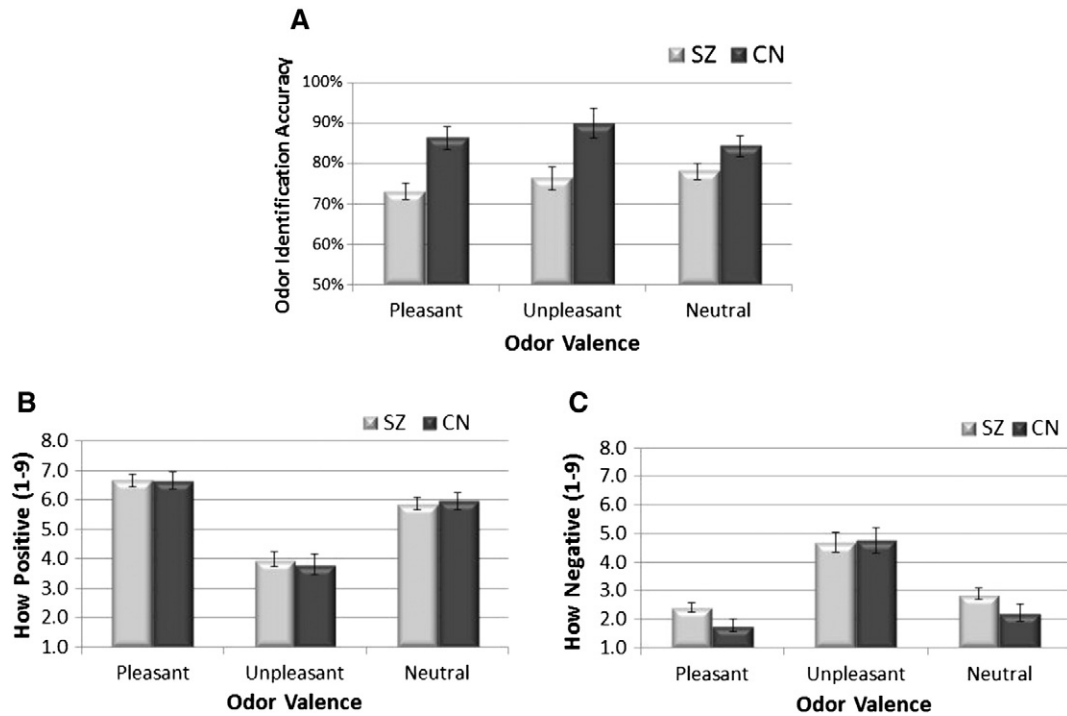 A
SZ CN
Odor Identification Accuracy
100%
90%
80%
70%
60%
50%
Pleasant Unpleasant Neutral
Odor Valence
B
SZ CN
How Positive (1-9)
8.0
7.0
6.0
5.0
4.0
3.0
2.0
1.0
Pleasant Unpleasant Neutral
Odor Valence
C
SZ CN
How Negative (1-9)
8.0
7.0
6.0
5.0
4.0
3.0
2.0
1.0
Pleasant Unpleasant Neutral
Odor Valence